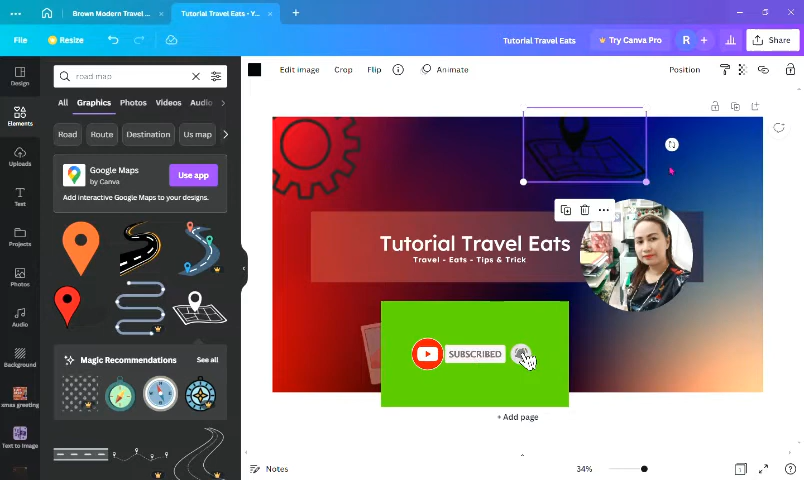 Brown Modern Travel ...
Tutorial Travel Eats - Y...
File
Resize
Tutorial Travel Eats
Try Canva Pro
R
Share
Design
Elements
Uploads
Text
Projects
Photos
Audio
Background
xmas greeting
Text to Image
road map
All
Graphics
Photos
Videos
Audio
Road
Route
Destination
Us map
Google Maps
by Canva
Use app
Add interactive Google Maps to your designs.
Magic Recommendations
See all
Edit image
Crop
Flip
Animate
Position
Tutorial Travel Eats
Travel - Eats - Tips & Trick
SUBSCRIBED
+ Add page
Notes
34%
1